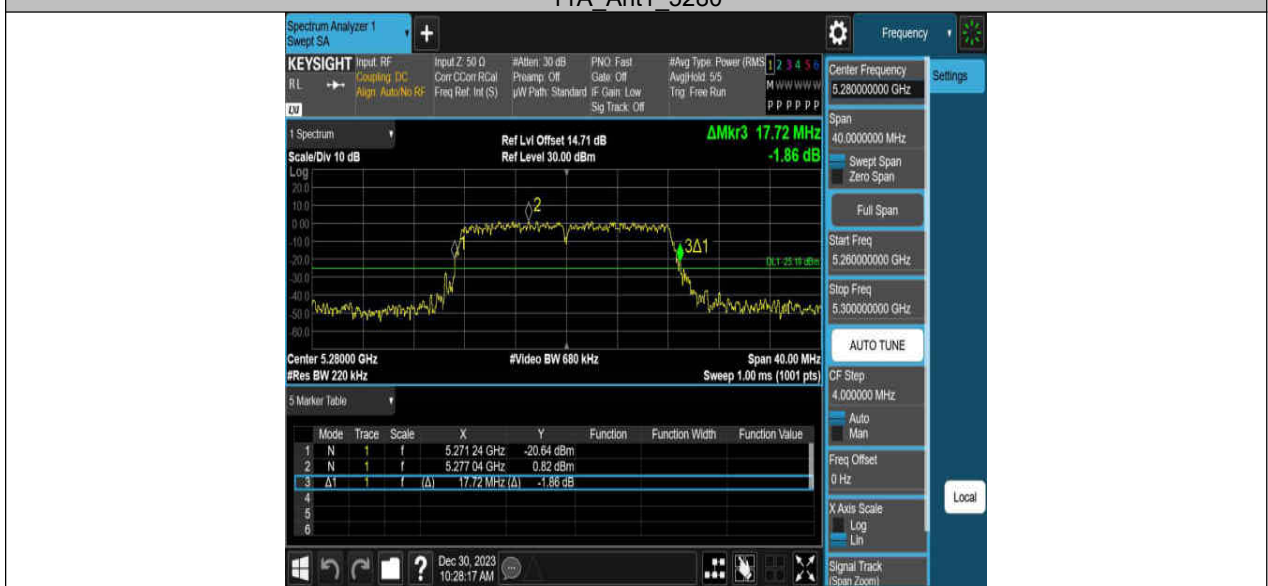 11A_Ant1_5280
Spectrum Analyzer 1
Swept SA
+
Frequency
KEYSIGHT
RL
LXI
Input: RF
Coupling: DC
Align: Auto/No RF
Input Z: 50 Ω
Corr CCorr RCal
Freq Ref: Int (S)
#Atten: 30 dB
Preamp: Off
µW Path: Standard
PNO: Fast
Gate: Off
IF Gain: Low
Sig Track: Off
#Avg Type: Power (RMS
Avg|Hold: 5/5
Trig: Free Run
1 2 3 4 5 6
M W W W W W
P P P P P P
1 Spectrum
Scale/Div 10 dB
Ref Lvl Offset 14.71 dB
Ref Level 30.00 dBm
ΔMkr3 17.72 MHz
-1.86 dB
Log
20.0
10.0
0.00
-10.0
-20.0
-30.0
-40.0
-50.0
-60.0
2
1
3Δ1
Center 5.28000 GHz
#Res BW 220 kHz
#Video BW 680 kHz
Span 40.00 MHz
Sweep 1.00 ms (1001 pts)
5 Marker Table
Mode Trace Scale X Y Function Function Width Function Value
1 N 1 f 5.271 24 GHz -20.64 dBm
2 N 1 f 5.277 04 GHz 0.82 dBm
3 Δ1 1 f (Δ) 17.72 MHz (Δ) -1.86 dB
4
5
6
Dec 30, 2023
10:28:17 AM
Center Frequency
5.280000000 GHz
Settings
Span
40.0000000 MHz
Swept Span
Zero Span
Full Span
Start Freq
5.260000000 GHz
Stop Freq
5.300000000 GHz
AUTO TUNE
CF Step
4.000000 MHz
Auto
Man
Freq Offset
0 Hz
X Axis Scale
Log
Lin
Local
Signal Track
(Span Zoom)